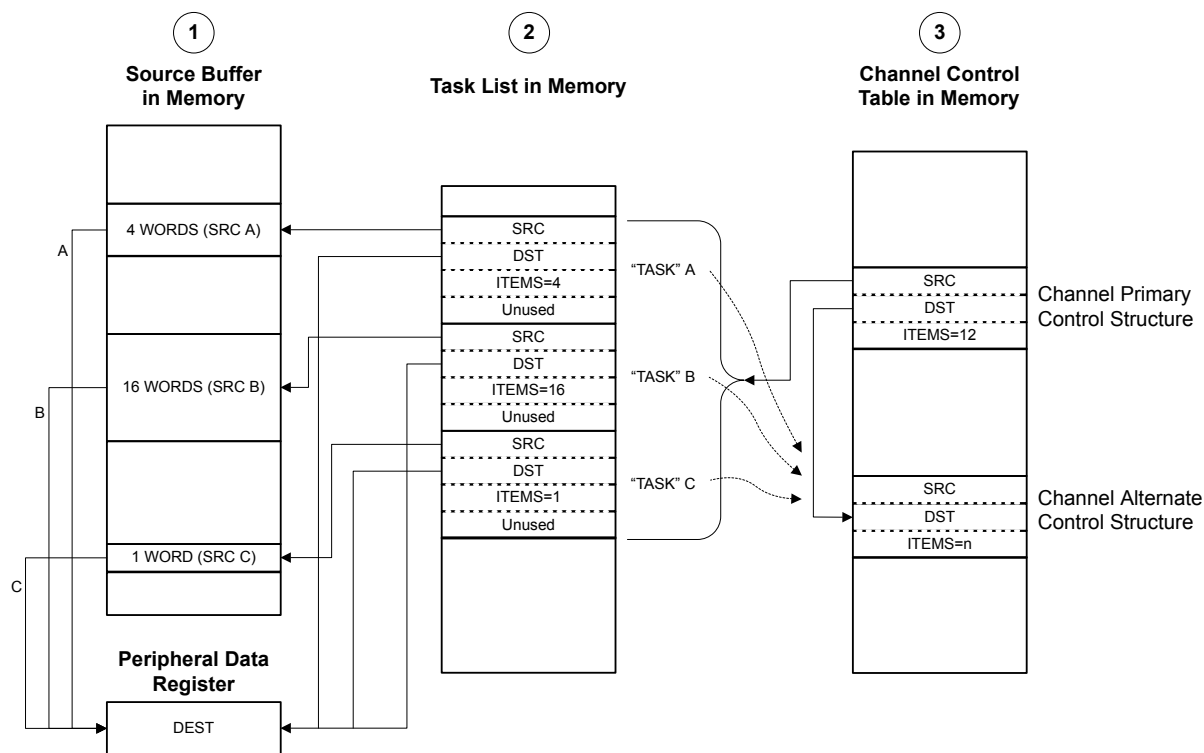 1
Source Buffer
in Memory
4 WORDS (SRC A)
16 WORDS (SRC B)
1 WORD (SRC C)
A
B
C
Peripheral Data
Register
DEST
2
Task List in Memory
SRC
DST
ITEMS=4
Unused
SRC
DST
ITEMS=16
Unused
SRC
DST
ITEMS=1
Unused
“TASK” A
“TASK” B
“TASK” C
3
Channel Control
Table in Memory
SRC
DST
ITEMS=12
Channel Primary
Control Structure
SRC
DST
ITEMS=n
Channel Alternate
Control Structure